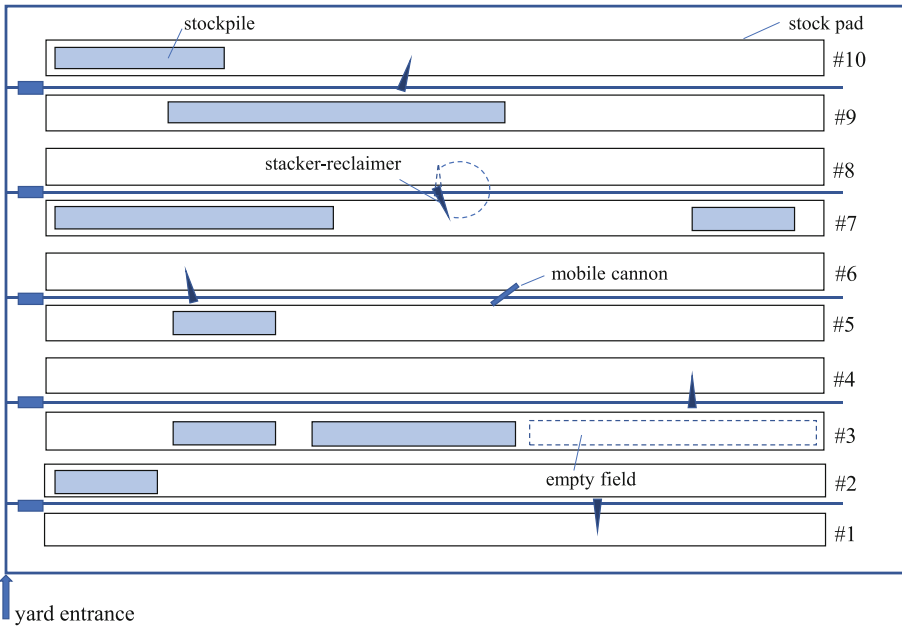 stockpile
stock pad
#10
#9
#8
stacker-reclaimer
#7
#6
mobile cannon
#5
#4
#3
empty field
#2
#1
yard entrance